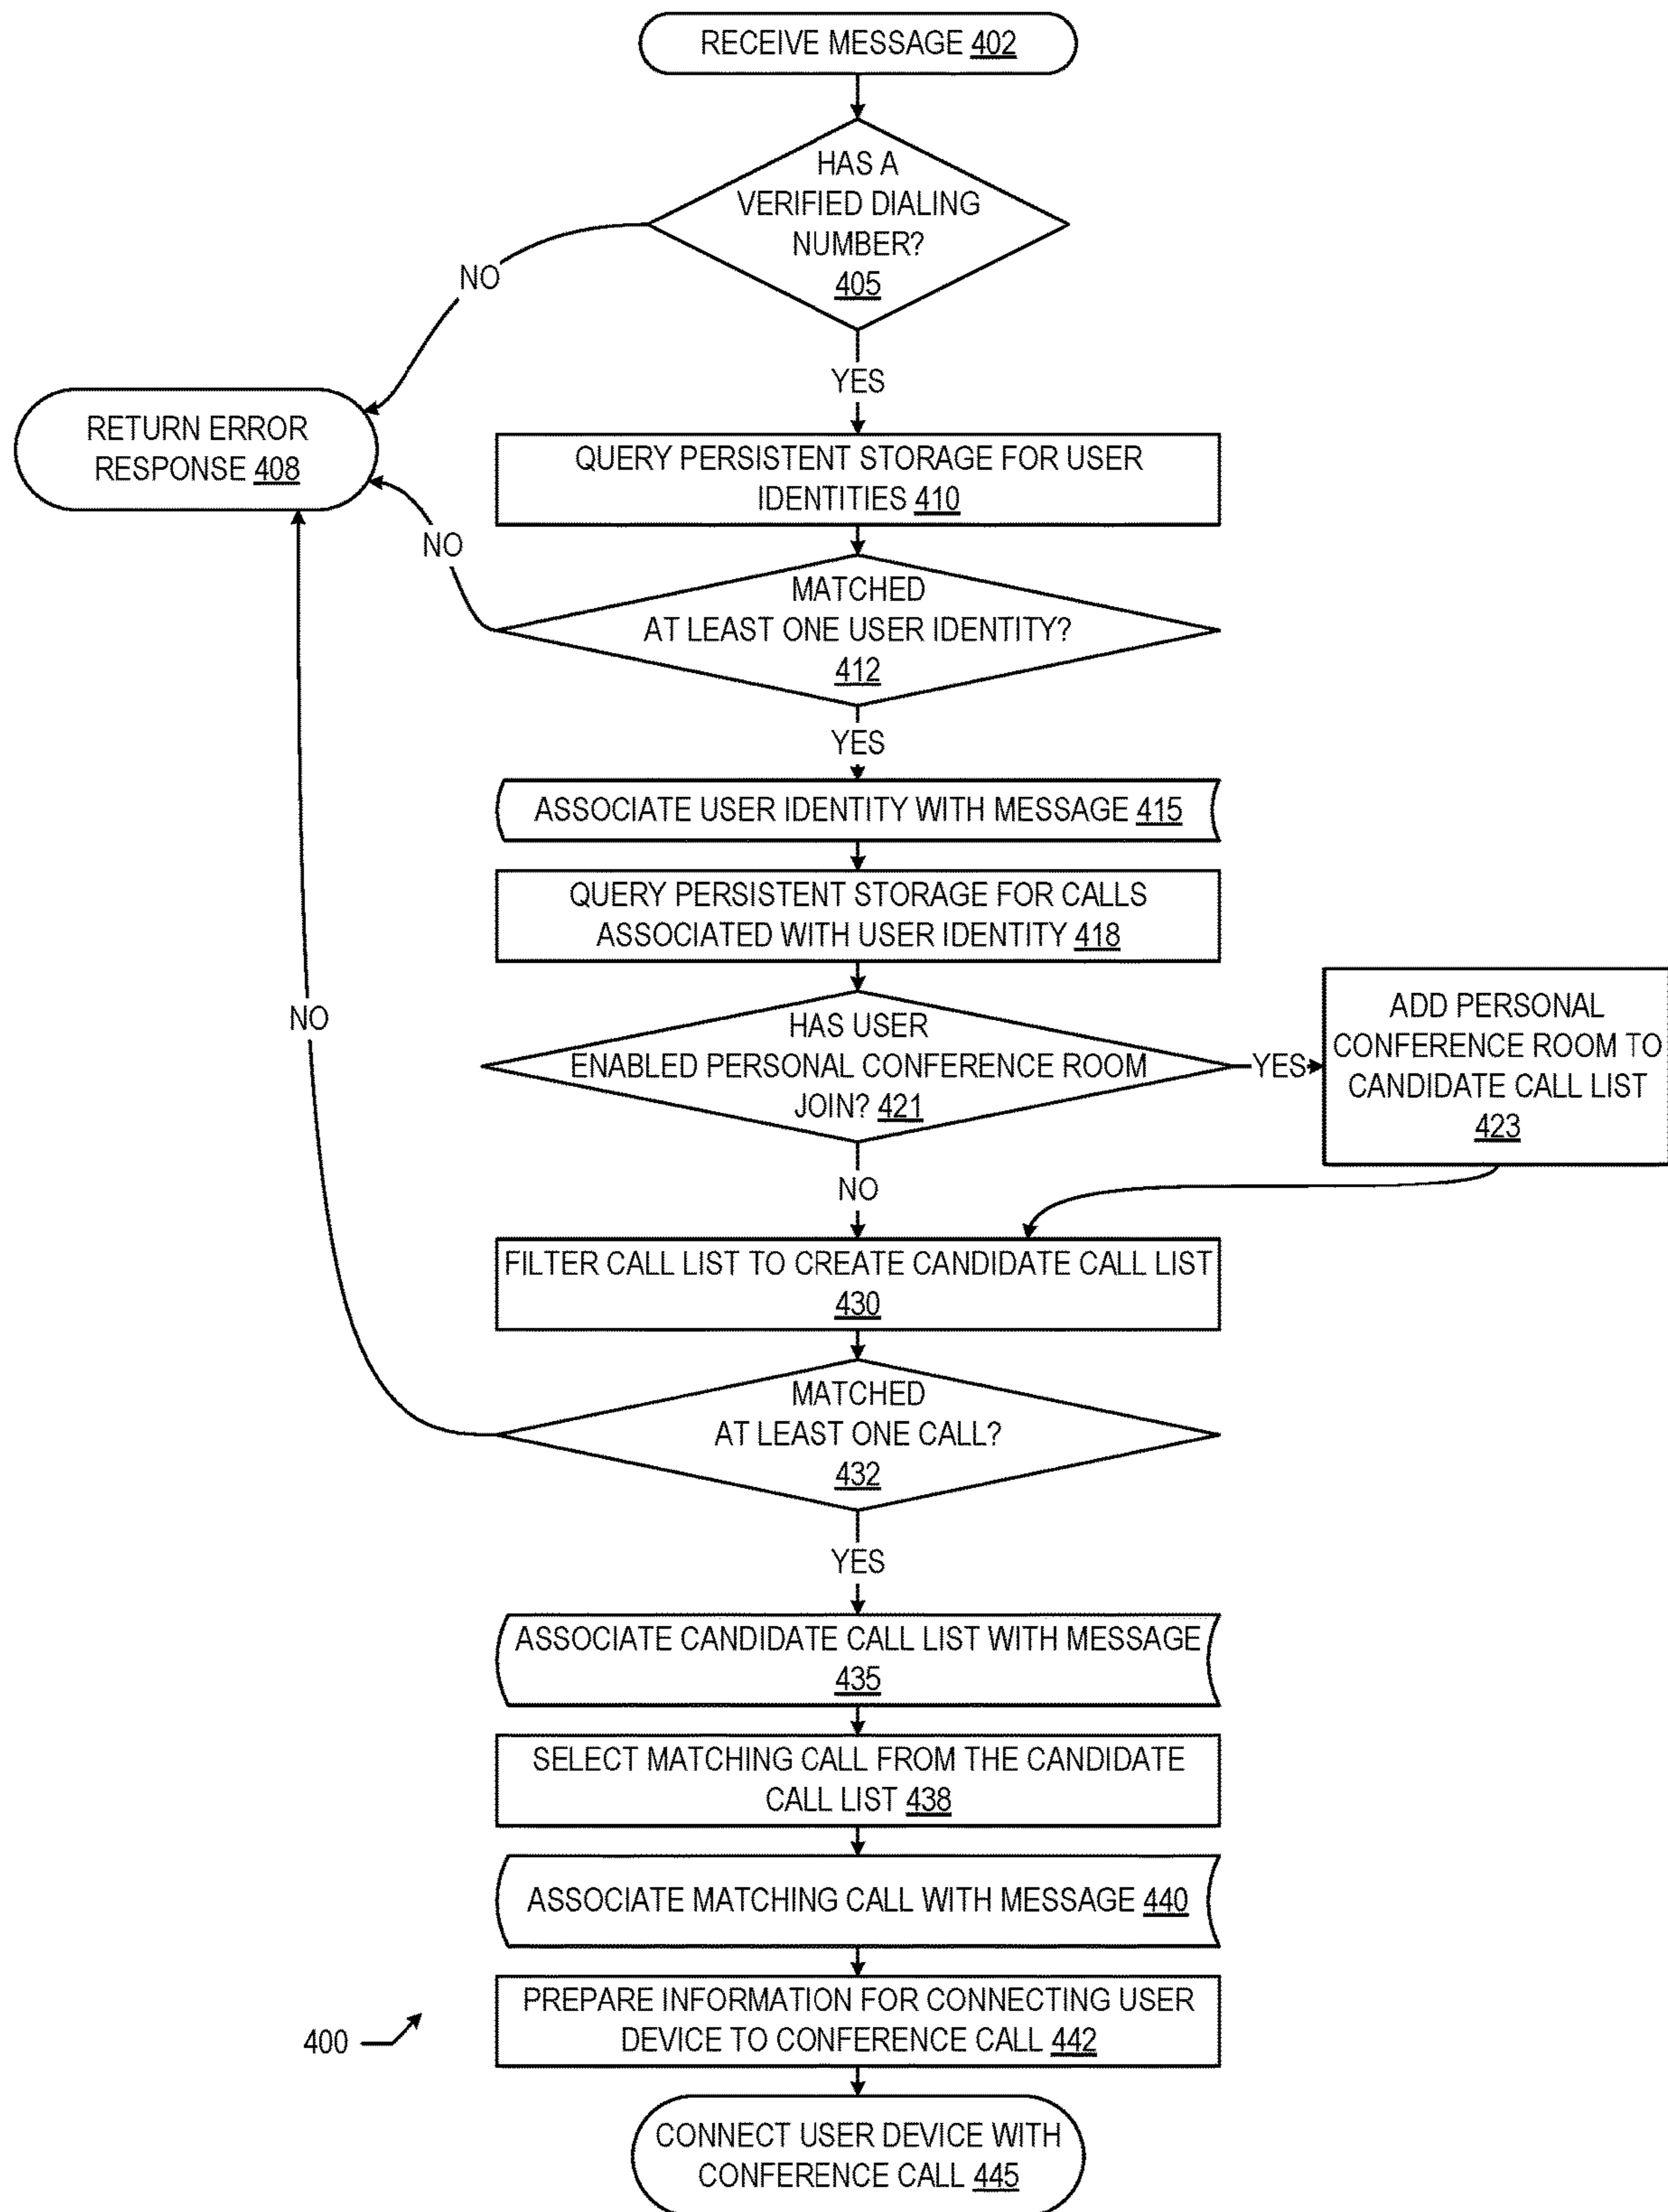 RECEIVE MESSAGE 402
HAS A
VERIFIED DIALING
NUMBER?
405
NO
YES
RETURN ERROR
RESPONSE 408
QUERY PERSISTENT STORAGE FOR USER
IDENTITIES 410
NO
MATCHED
AT LEAST ONE USER IDENTITY?
412
YES
ASSOCIATE USER IDENTITY WITH MESSAGE 415
QUERY PERSISTENT STORAGE FOR CALLS
ASSOCIATED WITH USER IDENTITY 418
NO
HAS USER
ENABLED PERSONAL CONFERENCE ROOM
JOIN? 421
YES
ADD PERSONAL
CONFERENCE ROOM TO
CANDIDATE CALL LIST
423
NO
FILTER CALL LIST TO CREATE CANDIDATE CALL LIST
430
MATCHED
AT LEAST ONE CALL?
432
YES
ASSOCIATE CANDIDATE CALL LIST WITH MESSAGE
435
SELECT MATCHING CALL FROM THE CANDIDATE
CALL LIST 438
ASSOCIATE MATCHING CALL WITH MESSAGE 440
PREPARE INFORMATION FOR CONNECTING USER
DEVICE TO CONFERENCE CALL 442
400
CONNECT USER DEVICE WITH
CONFERENCE CALL 445